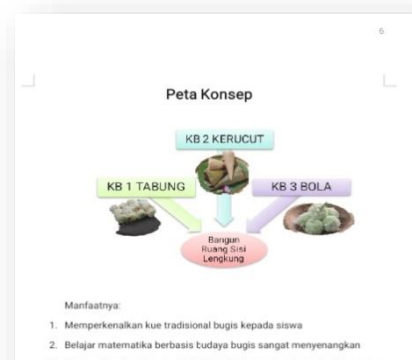 6
Peta Konsep
KB 2 KERUCUT
KB 1 TABUNG
KB 3 BOLA
Bangun
Ruang Sisi
Lengkung
Manfaatnya:
1. Memperkenalkan kue tradisional bugis kepada siswa
2. Belajar matematika berbasis budaya bugis sangat menyenangkan